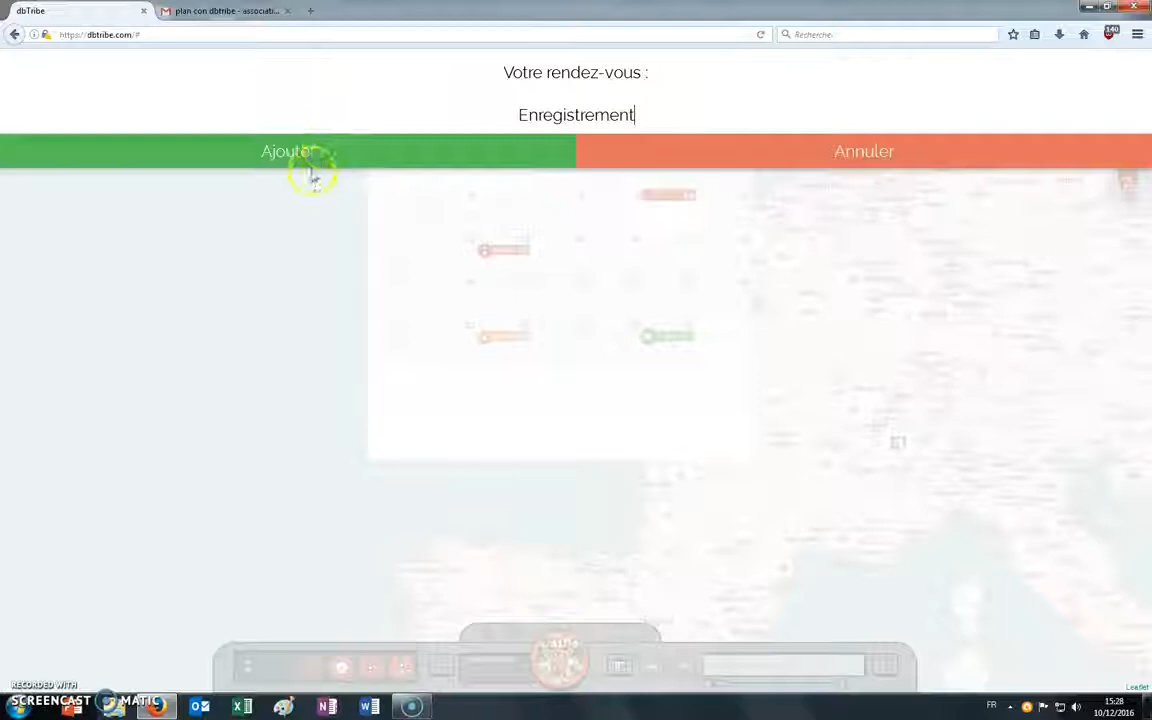 dbTribe
plan con dbtribe - associati...
https://dbtribe.com/#
Recherche
140
Votre rendez-vous :
Enregistrement
Ajouter
Annuler
Leaflet
RECORDED WITH
SCREENCAST MATIC
FR
15:28
10/12/2016